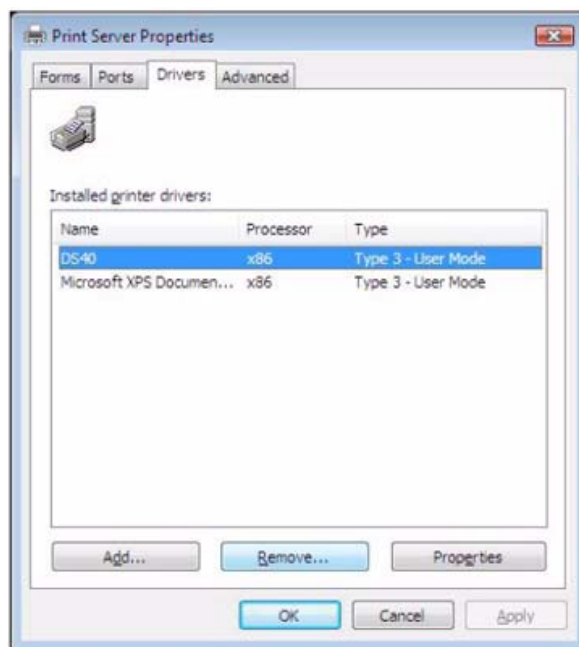 Print Server Properties
Forms Ports Drivers Advanced
Installed printer drivers:
Name Processor Type
DS40 x86 Type 3 - User Mode
Microsoft XPS Documen... x86 Type 3 - User Mode
Add... Remove... Properties
OK Cancel Apply